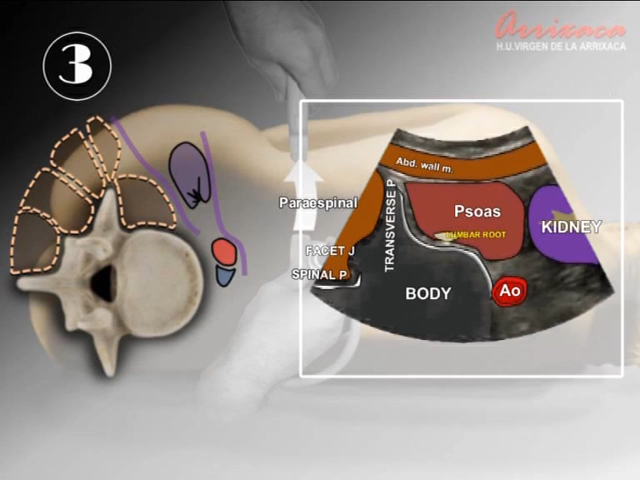 3
Arrixaca
H.U.VIRGEN DE LA ARRIXACA
Abd. wall m.
Paraespinal
TRANSVERSE P
Psoas
LUMBAR ROOT
KIDNEY
FACET J
SPINAL P
BODY
Ao